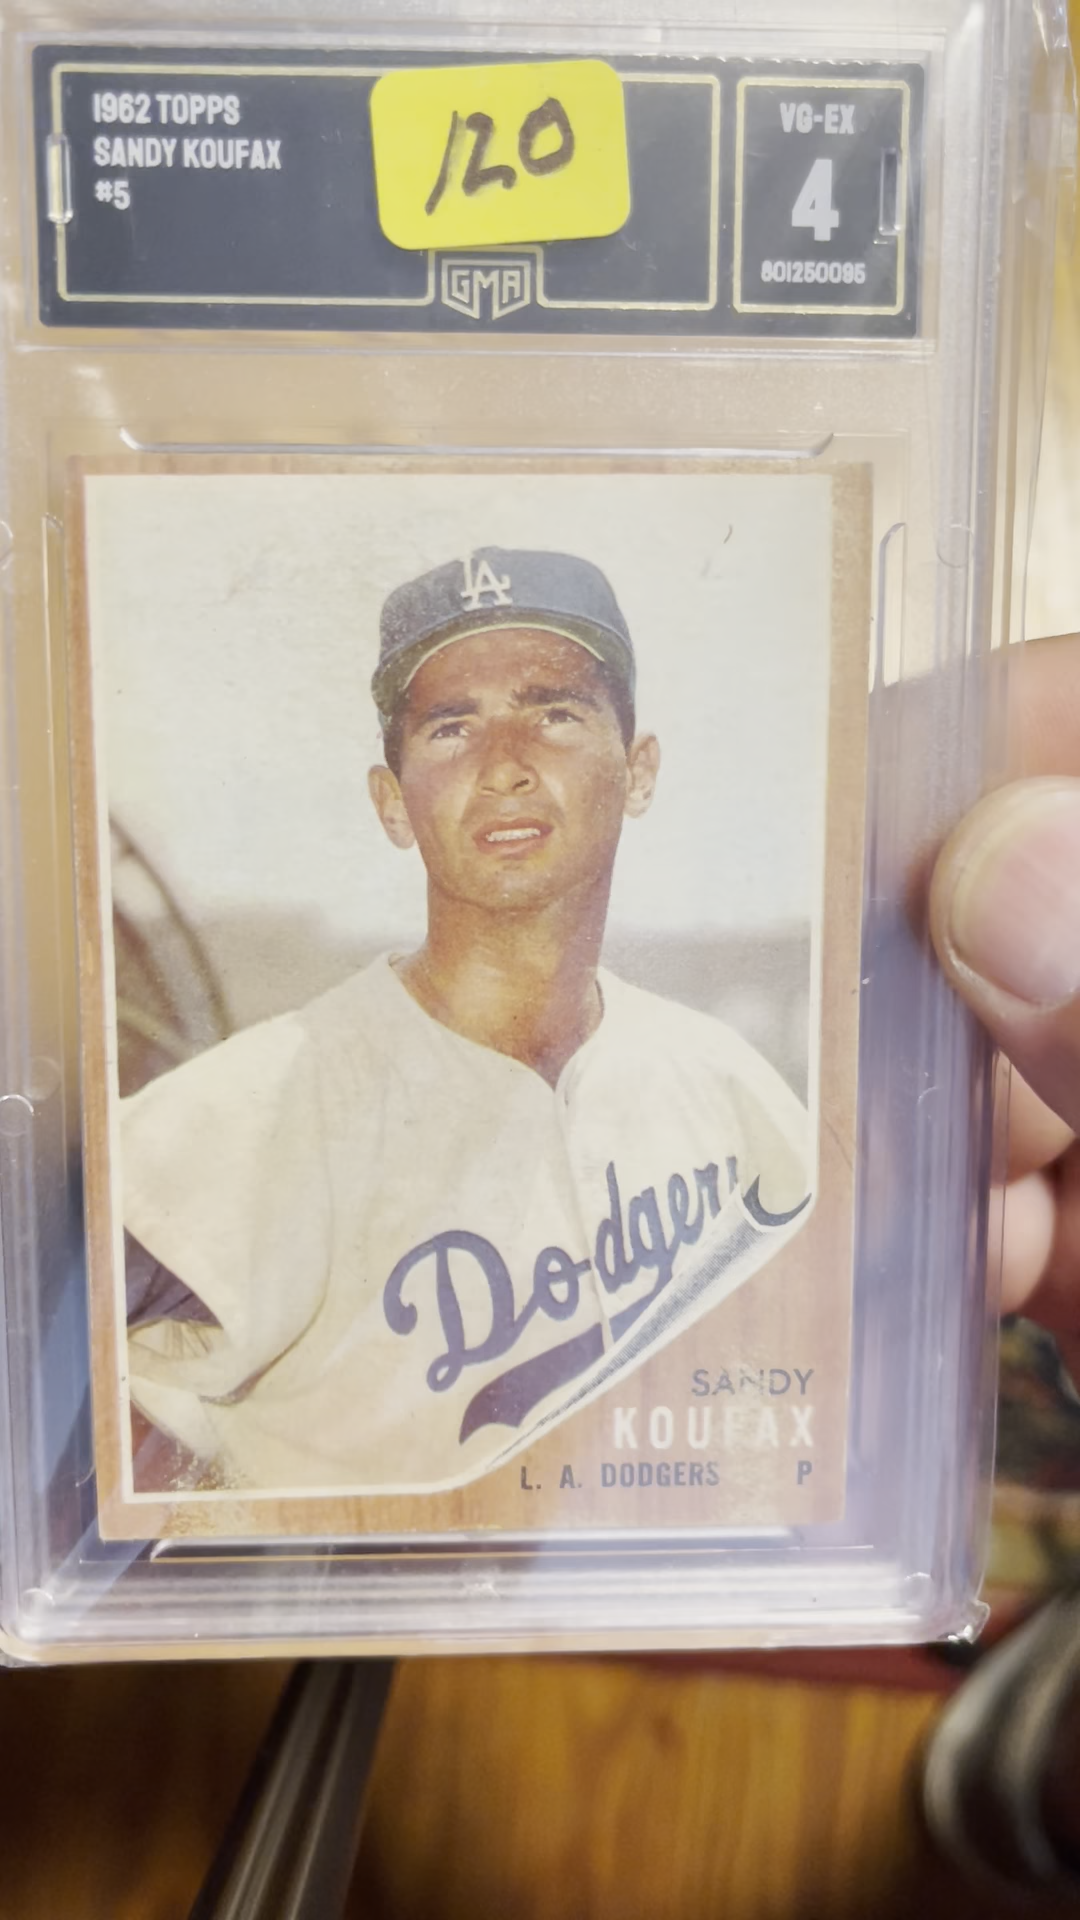 1962 TOPPS
SANDY KOUFAX
#5
120
VG-EX
4
801250095
GMA
LA
Dodgers
SANDY
KOUFAX
L. A. DODGERS P